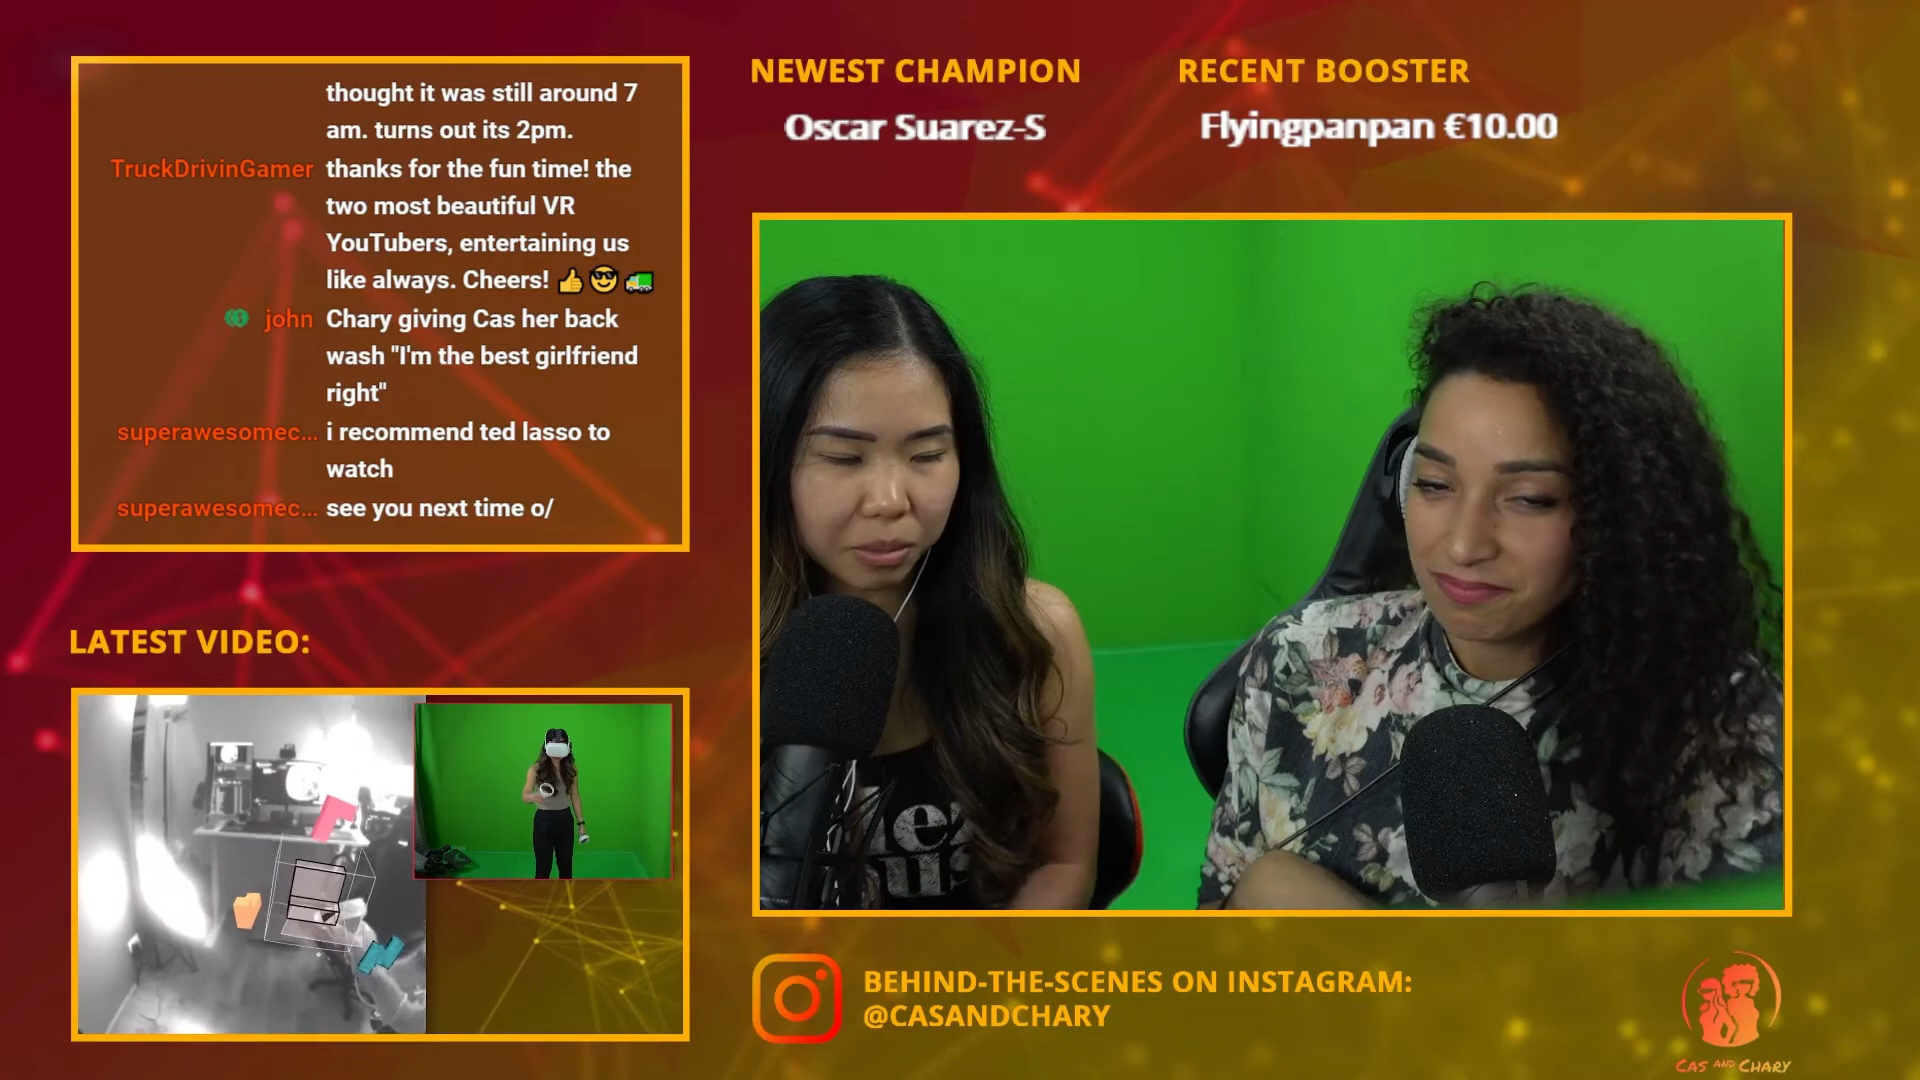 thought it was still around 7
am. turns out its 2pm.
TruckDrivinGamer thanks for the fun time! the
two most beautiful VR
YouTubers, entertaining us
like always. Cheers! 👍😎🚛
john Chary giving Cas her back
wash "I'm the best girlfriend
right"
superawesomec... i recommend ted lasso to
watch
superawesomec... see you next time o/
LATEST VIDEO:
NEWEST CHAMPION
Oscar Suarez-S
RECENT BOOSTER
Flyingpanpan €10.00
BEHIND-THE-SCENES ON INSTAGRAM:
@CASANDCHARY
CAS AND CHARY